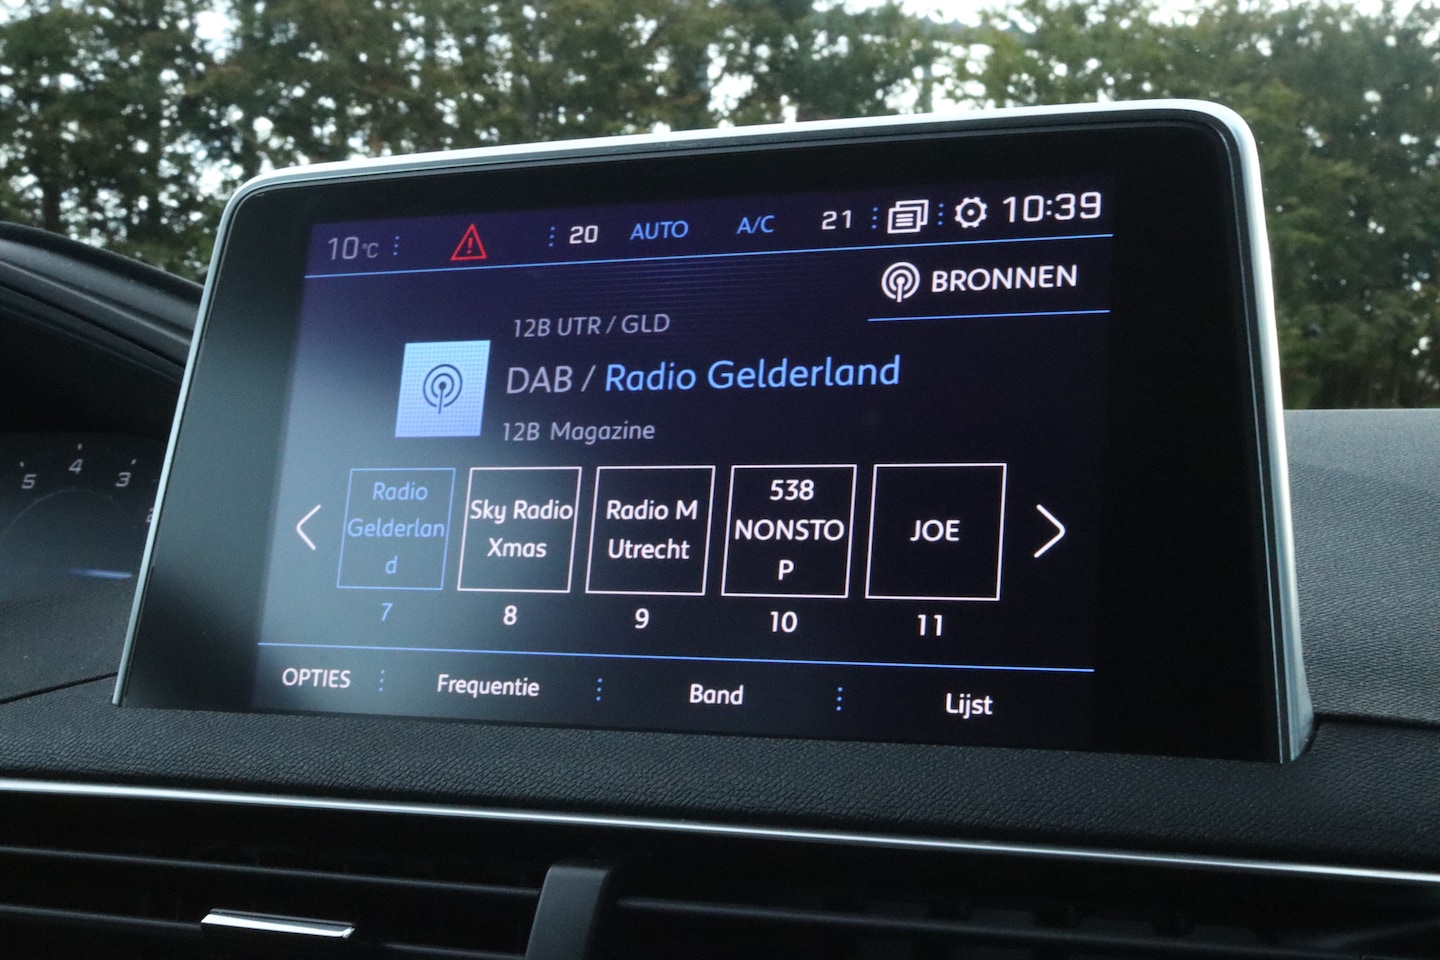 10°C 20 AUTO A/C 21 10:39
BRONNEN
12B UTR / GLD
DAB / Radio Gelderland
12B Magazine
Radio
Gelderlan
d
Sky Radio
Xmas
Radio M
Utrecht
538
NONSTO
P
JOE
7 8 9 10 11
OPTIES Frequentie Band Lijst
5 4 3